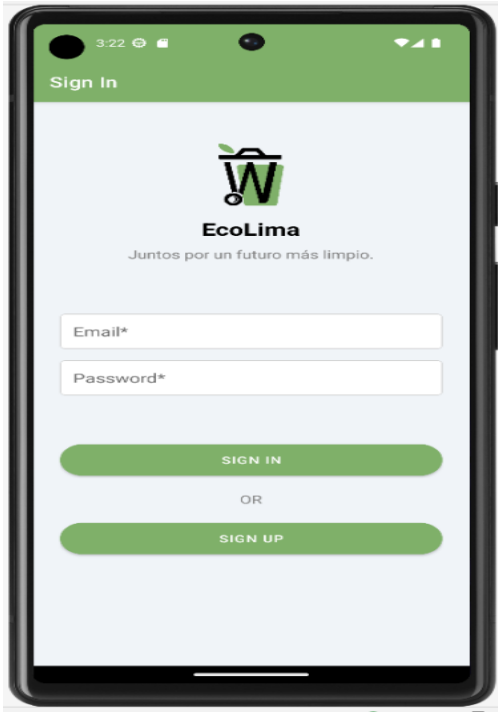 3:22
Sign In
W
EcoLima
Juntos por un futuro más limpio.
Email*
Password*
SIGN IN
OR
SIGN UP